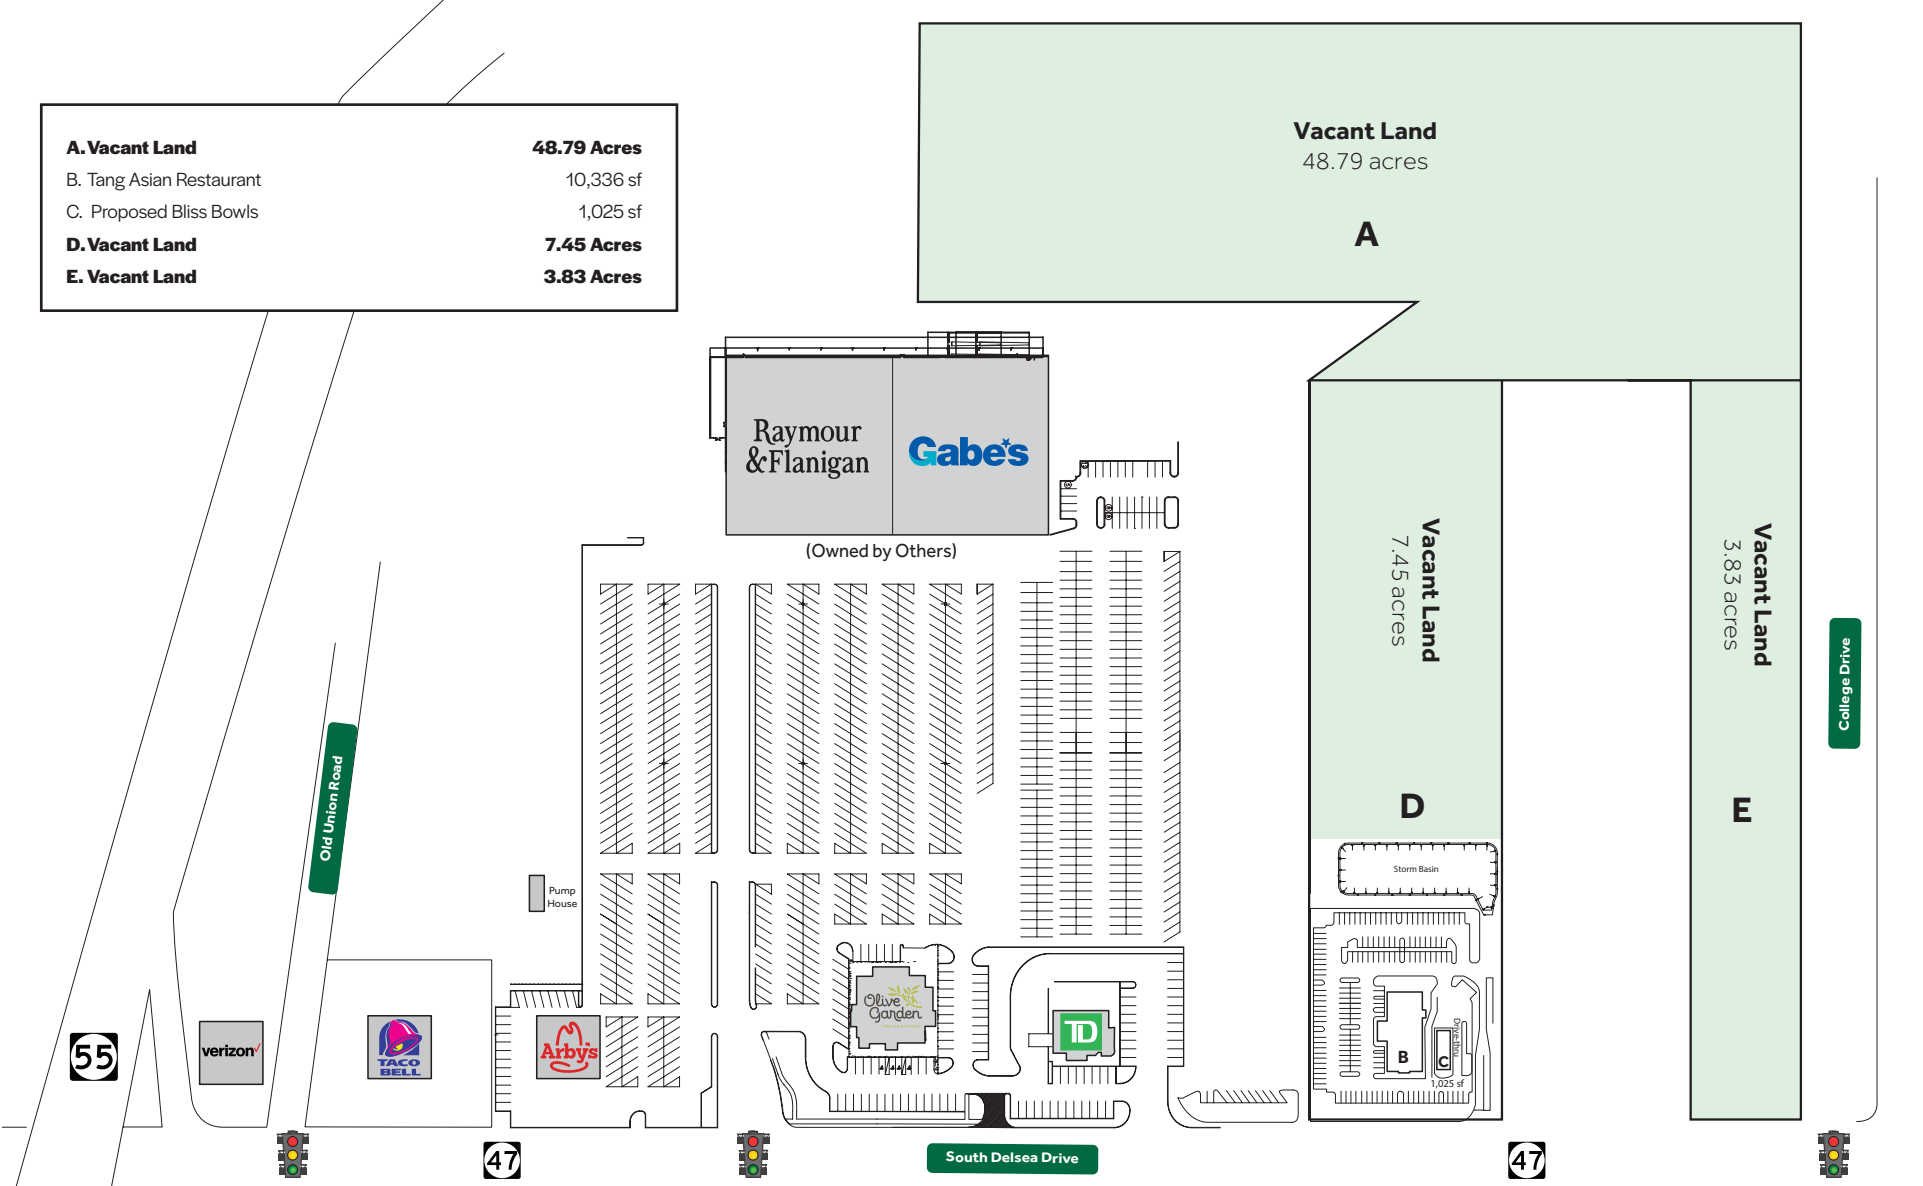 A. Vacant Land 48.79 Acres
B. Tang Asian Restaurant 10,336 sf
C. Proposed Bliss Bowls 1,025 sf
D. Vacant Land 7.45 Acres
E. Vacant Land 3.83 Acres
Vacant Land
48.79 acres
A
Raymour
&Flanigan
Gabe's
(Owned by Others)
Vacant Land
7.45 acres
D
Vacant Land
3.83 acres
E
College Drive
Old Union Road
Pump
House
Storm Basin
Olive
Garden
TD
B
C
Drive-thru
1,025 sf
55
verizon
TACO
BELL
Arby's
47
South Delsea Drive
47